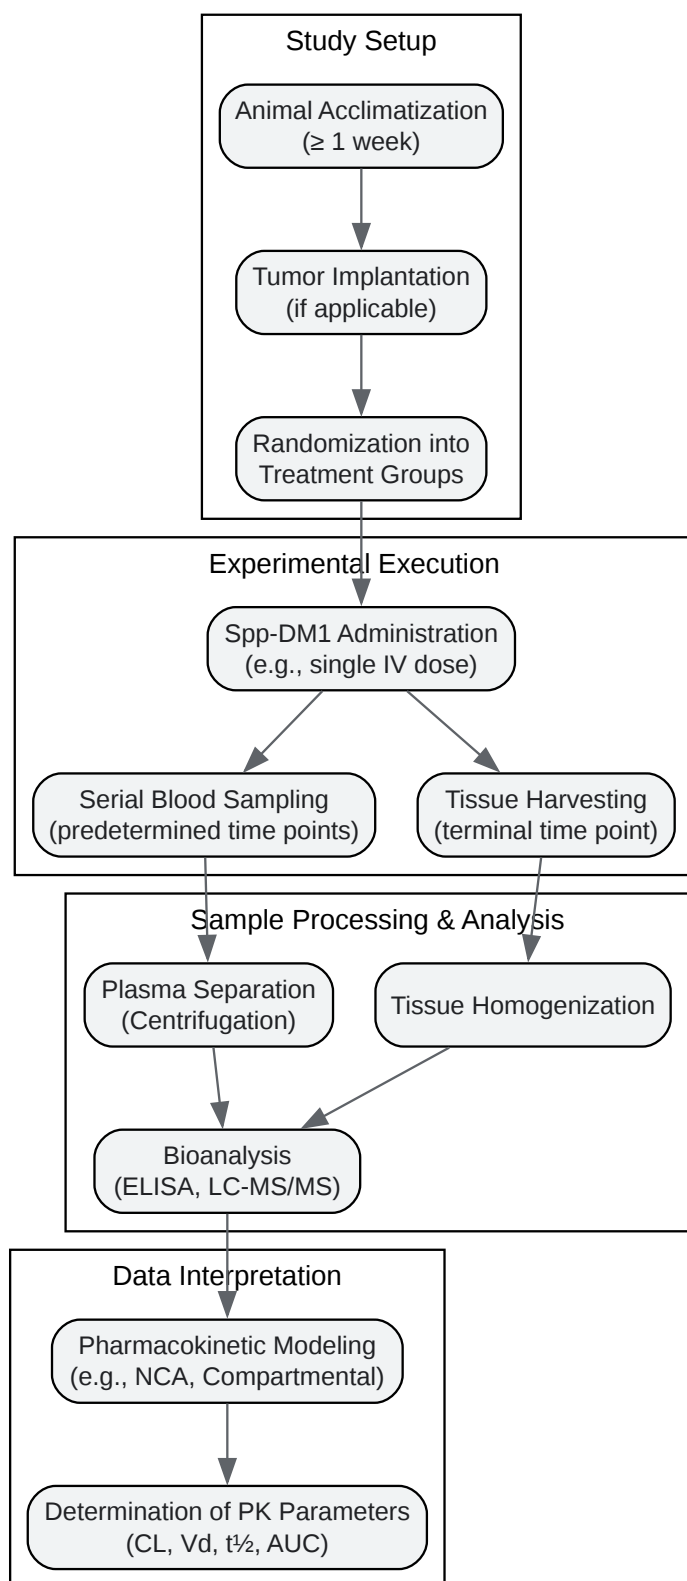 Study Setup
Animal Acclimatization
(≥ 1 week)
Tumor Implantation
(if applicable)
Randomization into
Treatment Groups
Experimental Execution
Spp-DM1 Administration
(e.g., single IV dose)
Serial Blood Sampling
(predetermined time points)
Tissue Harvesting
(terminal time point)
Sample Processing & Analysis
Plasma Separation
(Centrifugation)
Tissue Homogenization
Bioanalysis
(ELISA, LC-MS/MS)
Data Interpretation
Pharmacokinetic Modeling
(e.g., NCA, Compartmental)
Determination of PK Parameters
(CL, Vd, t½, AUC)